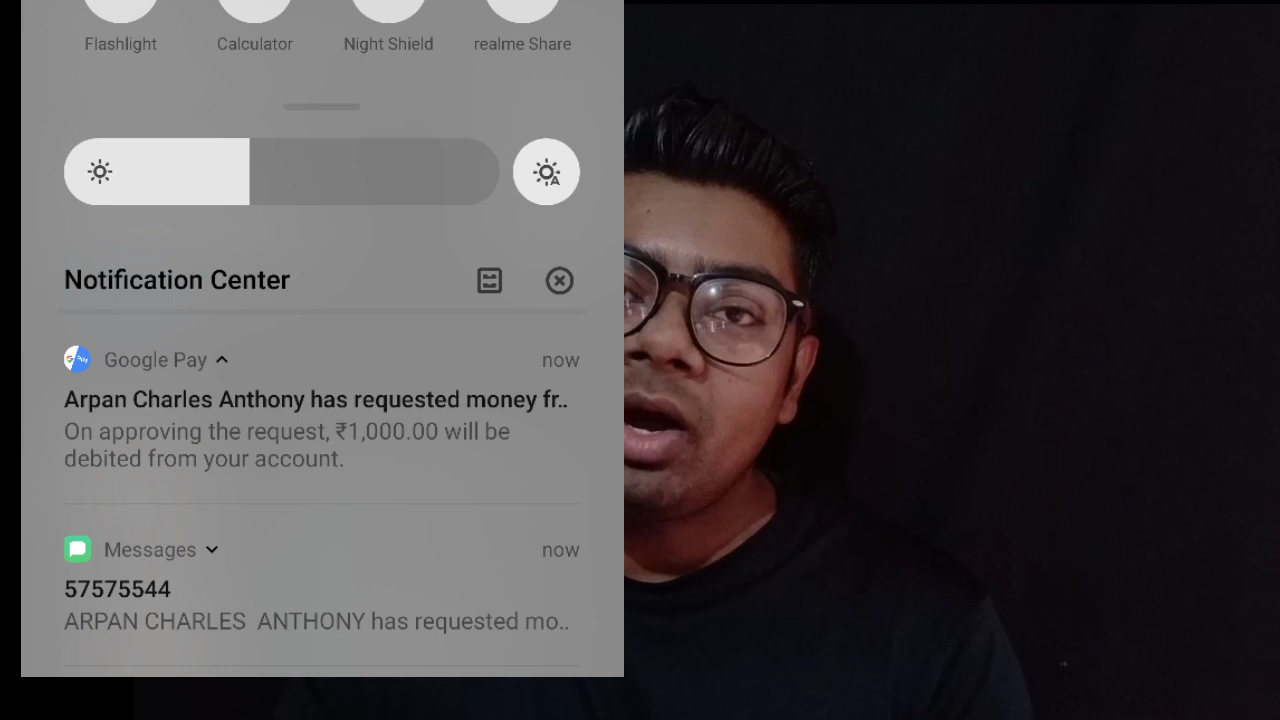 Flashlight Calculator Night Shield realme Share
Notification Center
Google Pay now
Arpan Charles Anthony has requested money fr..
On approving the request, ₹1,000.00 will be
debited from your account.
Messages now
57575544
ARPAN CHARLES ANTHONY has requested mo..